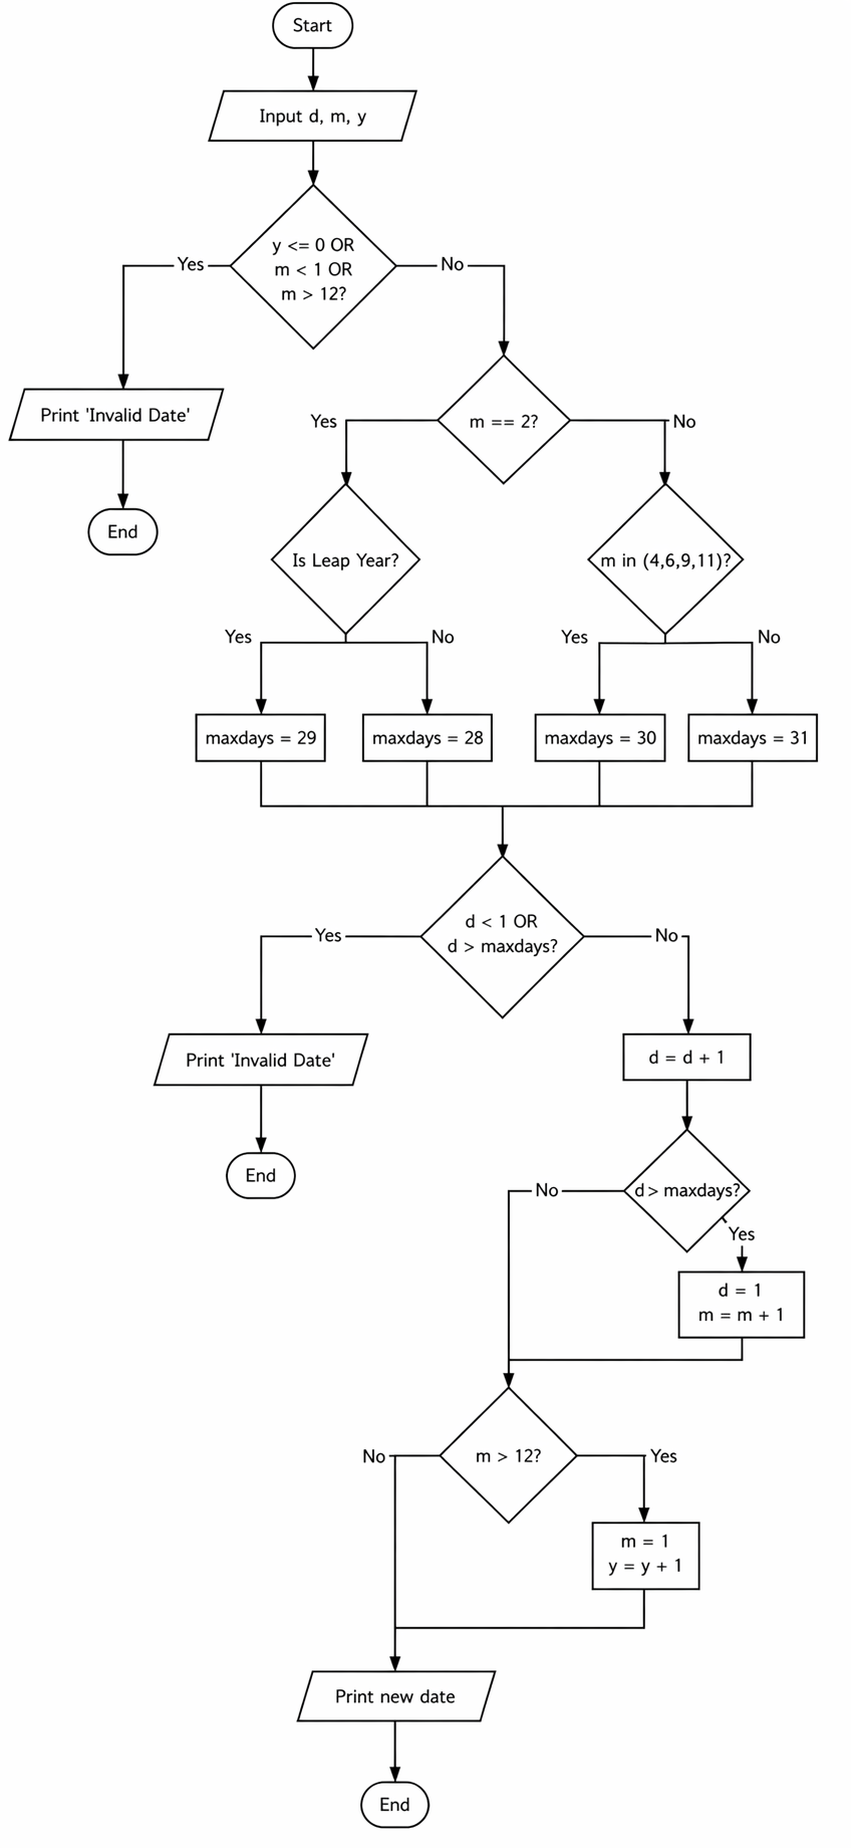 Start
Input d, m, y
y <= 0 OR
m < 1 OR
m > 12?
Yes
No
Print 'Invalid Date'
End
m == 2?
Yes
No
Is Leap Year?
m in (4,6,9,11)?
Yes
No
Yes
No
maxdays = 29
maxdays = 28
maxdays = 30
maxdays = 31
d < 1 OR
d > maxdays?
Yes
No
Print 'Invalid Date'
End
d = d + 1
d > maxdays?
No
Yes
d = 1
m = m + 1
m > 12?
No
Yes
m = 1
y = y + 1
Print new date
End